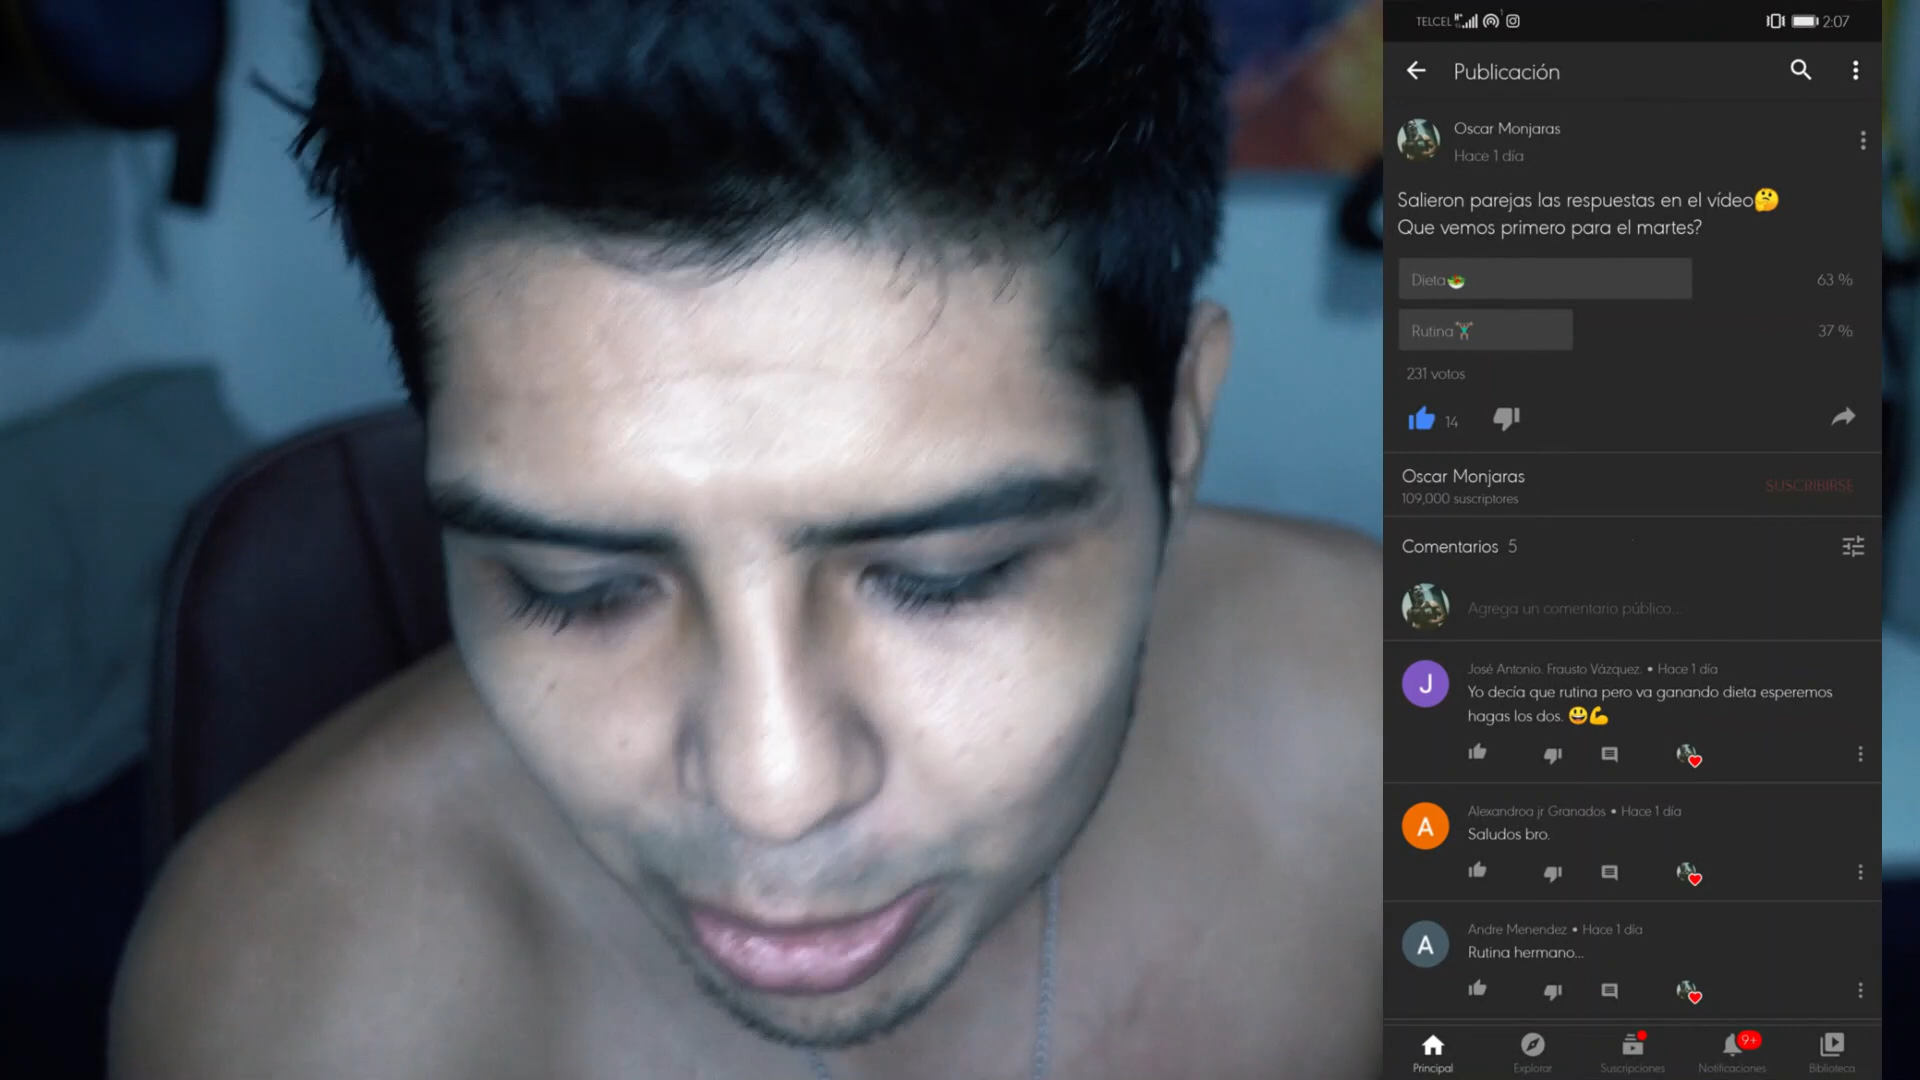 TELCEL 2:07
Publicación
Oscar Monjaras
Hace 1 día
Salieron parejas las respuestas en el vídeo🤔
Que vemos primero para el martes?
Dieta🥗 63 %
Rutina🏋 37 %
231 votos
14
Oscar Monjaras
109,000 suscriptores
SUSCRIBIRSE
Comentarios 5
Agrega un comentario público...
J
José Antonio. Frausto Vázquez. • Hace 1 día
Yo decía que rutina pero va ganando dieta esperemos
hagas los dos. 😃💪
A
Alexandroa jr Granados • Hace 1 día
Saludos bro.
A
Andre Menendez • Hace 1 día
Rutina hermano...
9+
Principal Explorar Suscripciones Notificaciones Biblioteca